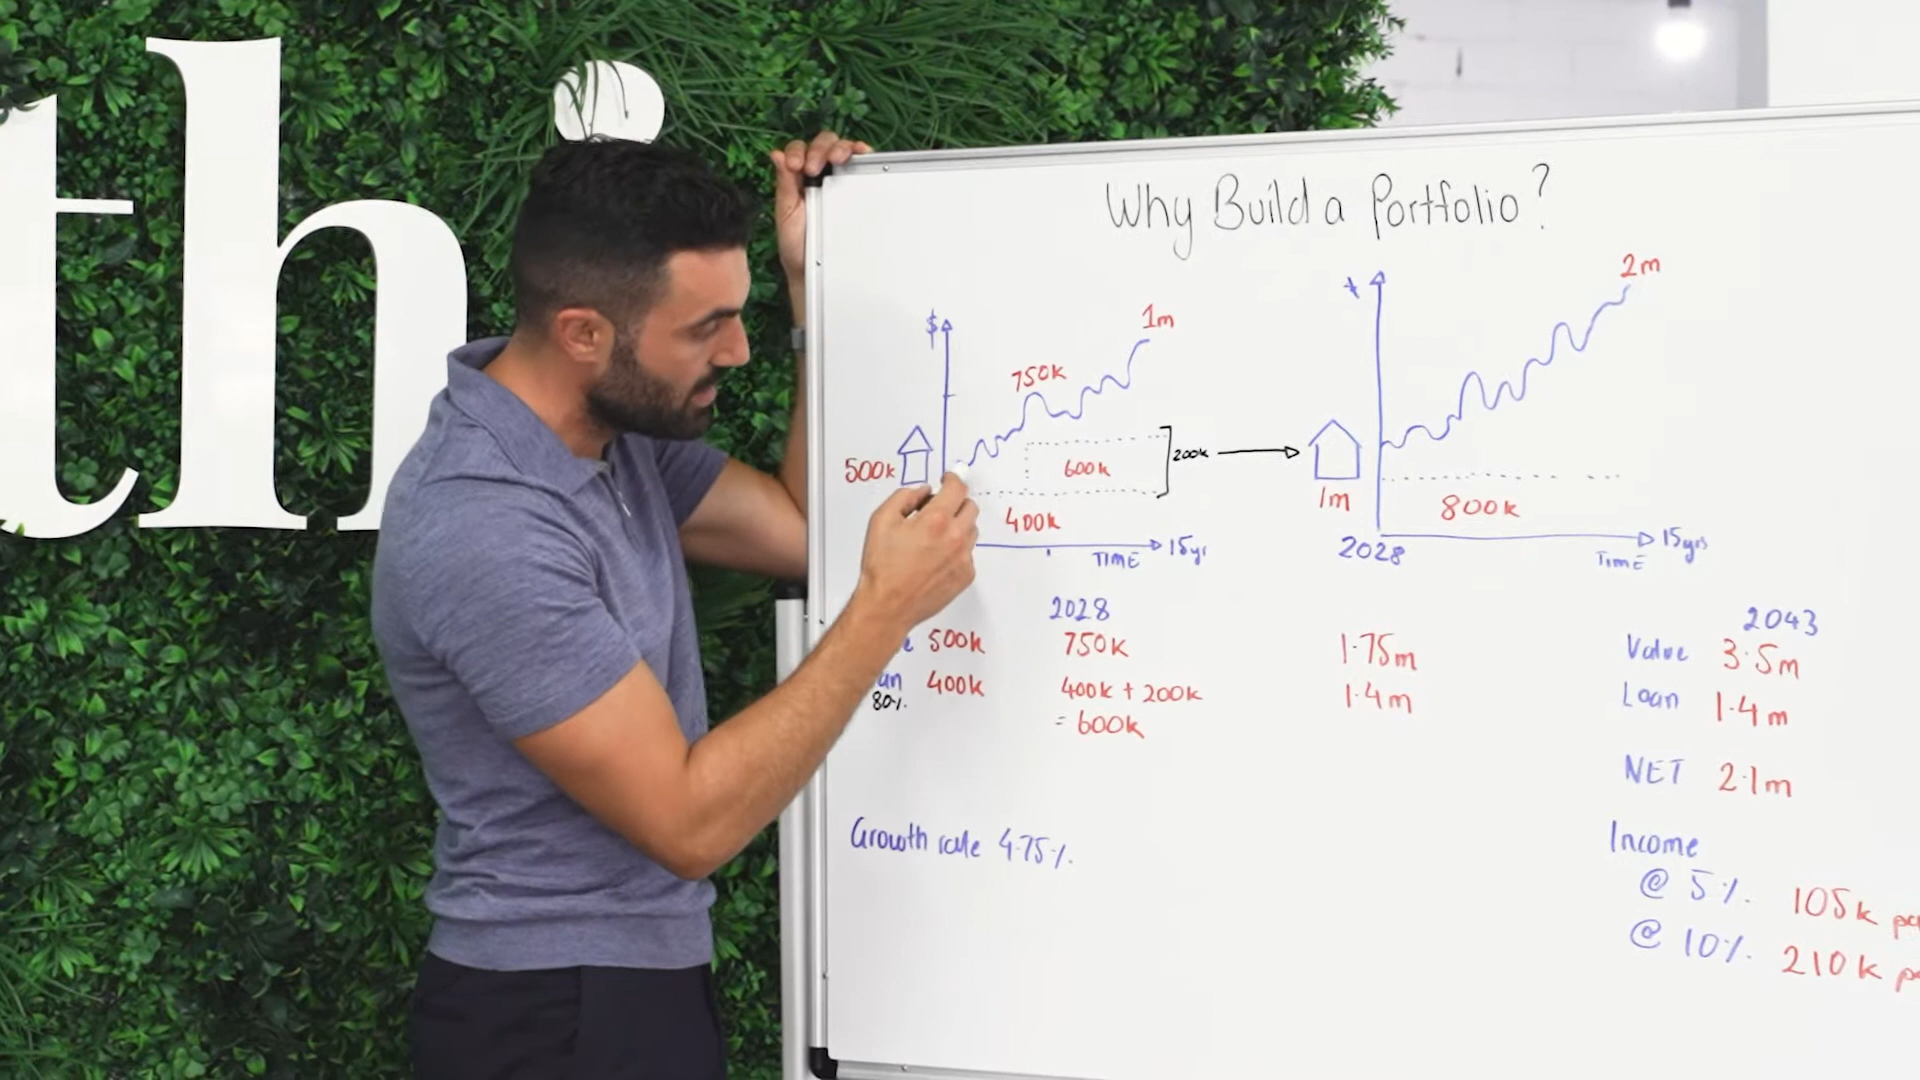 thi
Why Build a Portfolio?
$
1m
750k
500k
600k
200k
400k
TIME
15yr
2m
1m
800k
2028
TIME
15yrs
2028
500k
750k
1.75m
400k
400k + 200k
1.4m
80%.
= 600k
2043
Value 3.5m
Loan 1.4m
NET 2.1m
Growth rate 4.75%.
Income
@ 5%. 105k
@ 10%. 210k